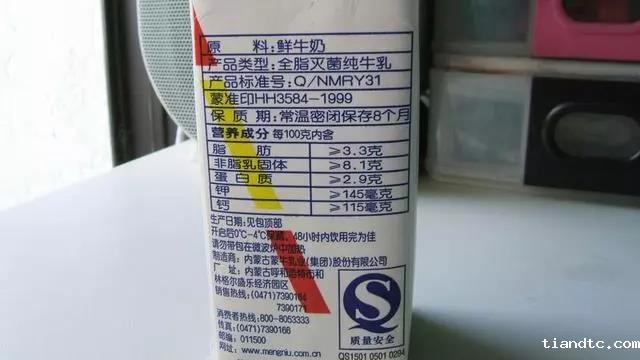 原 料: 鲜牛奶
产品类型: 全脂灭菌纯牛乳
产品标准号: Q/NMRY31
蒙准印HH3584-1999
保 质 期: 常温密闭保存8个月
营养成分 每100克内含
脂 肪 ≥3.3克
非脂乳固体 ≥8.1克
蛋 白 质 ≥2.9克
钾 ≥145毫克
钙 ≥115毫克
生产日期: 见包顶部
开启后0℃-4℃保藏, 48小时内饮用完为佳
请勿带包在微波炉中加热
制造商: 内蒙古蒙牛乳业(集团)股份有限公司
厂 址: 内蒙古呼和浩特市和
林格尔盛乐经济园区
销售热线: (0471)7390164
7390171
消费者热线: 800-8053333
传真: (0471)7390166
邮编: 011500
网址: www.mengniu.com.cn
质量安全
QS1501 0501 0294
tiandtc.com